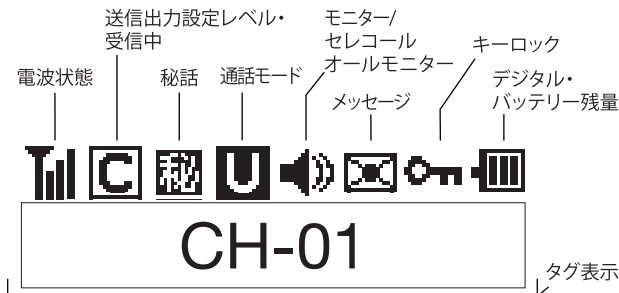 送信出力設定レベル・
受信中
モニター/
セレコール
オールモニター
キーロック
電波状態
秘話
通話モード
メッセージ
デジタル・
バッテリー残量
C
秘
U
CH-01
タグ表示